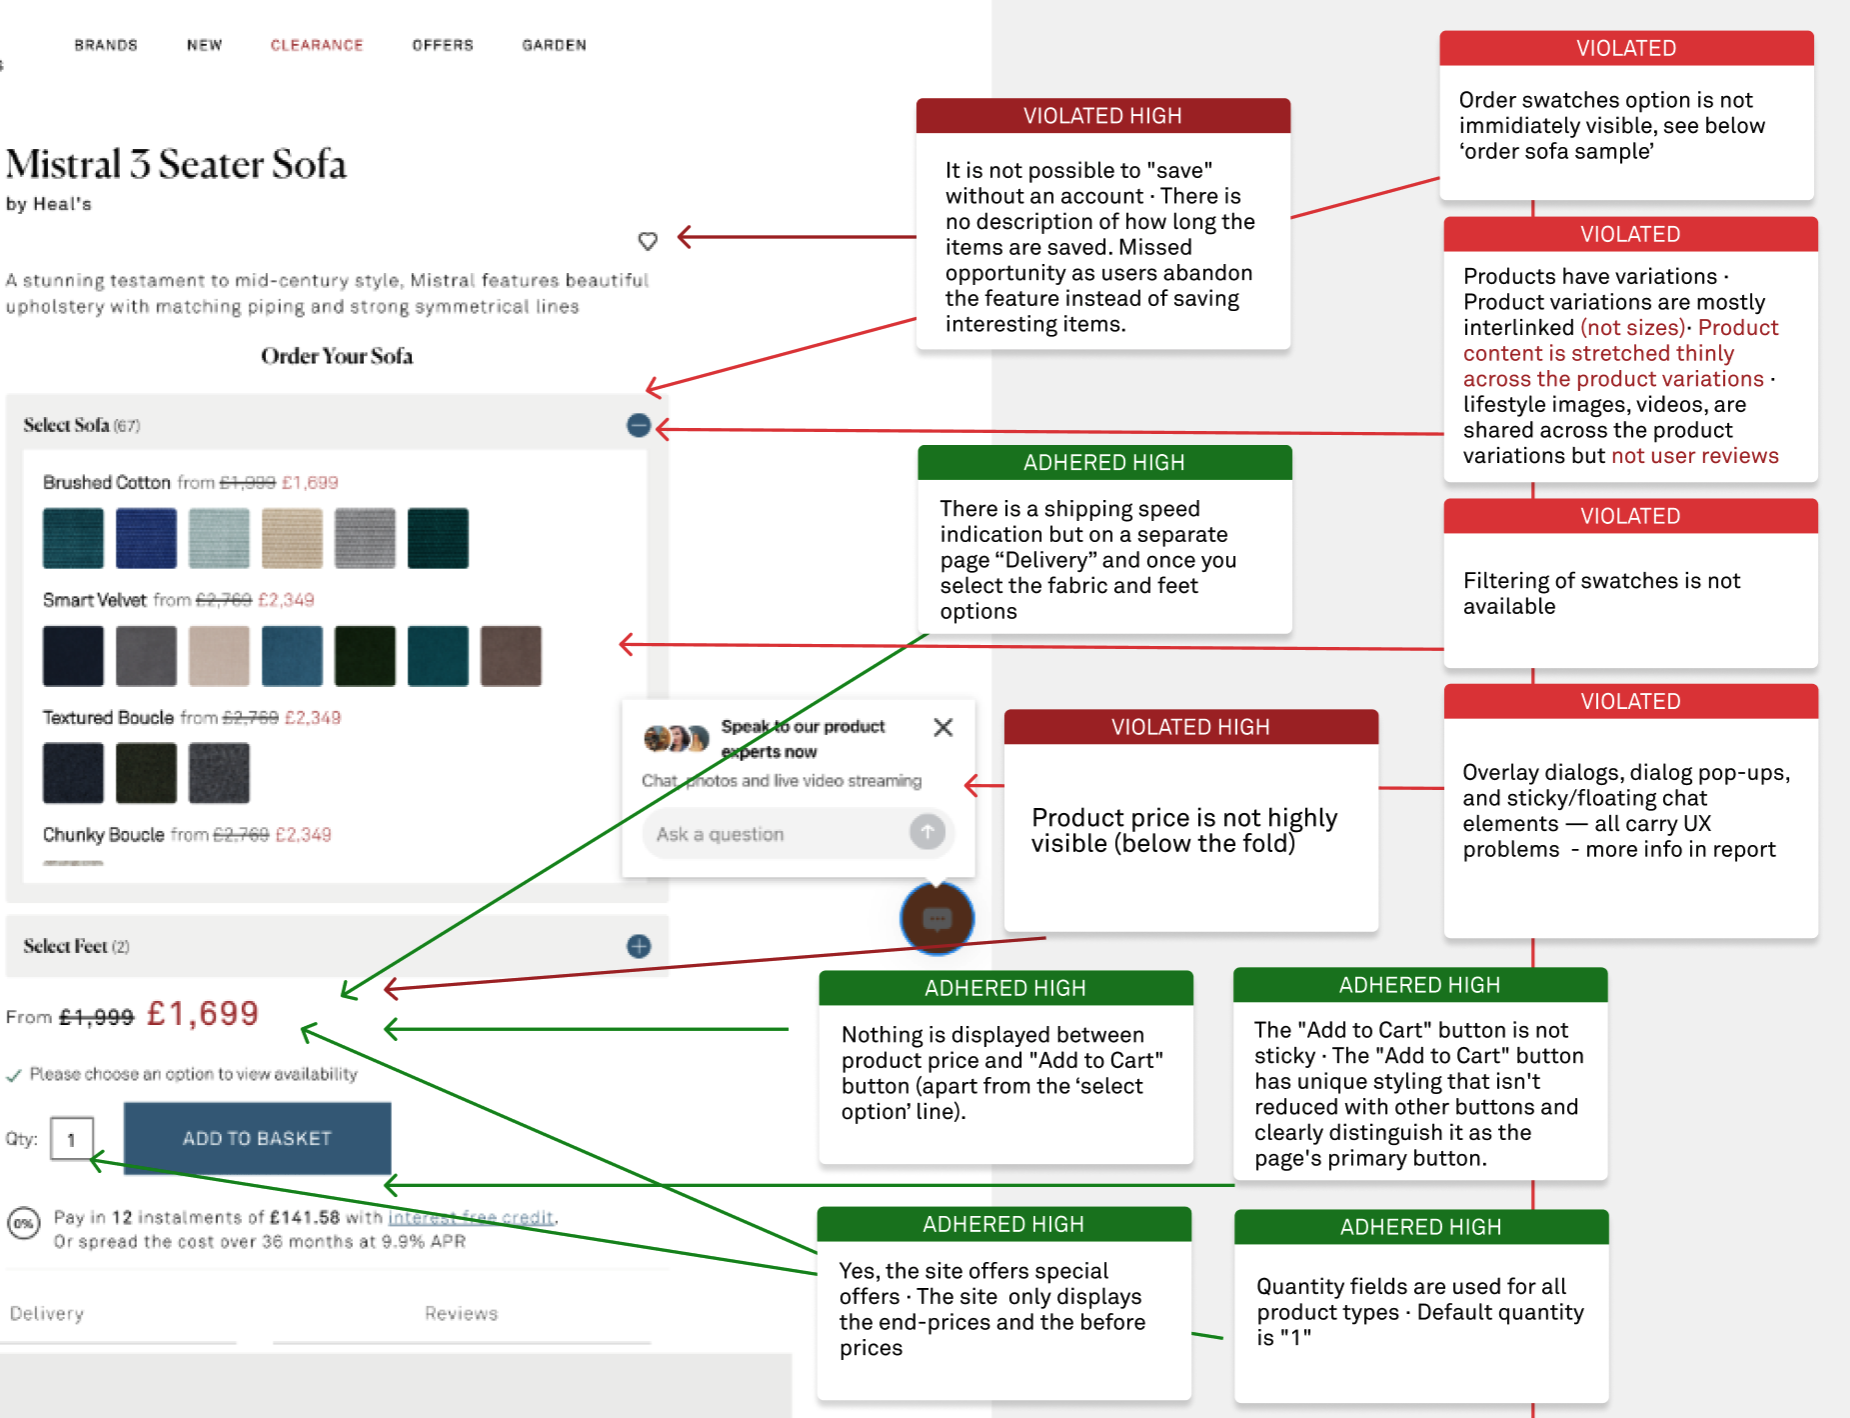 BRANDS NEW CLEARANCE OFFERS GARDEN
Mistral 3 Seater Sofa
by Heal's
A stunning testament to mid-century style, Mistral features beautiful
upholstery with matching piping and strong symmetrical lines
Order Your Sofa
Select Sofa (67)
Brushed Cotton from £1,999 £1,699
Smart Velvet from £2,769 £2,349
Textured Boucle from £2,769 £2,349
Chunky Boucle from £2,769 £2,349
Select Feet (2)
From £1,999 £1,699
Please choose an option to view availability
Qty: 1 ADD TO BASKET
0% Pay in 12 instalments of £141.58 with interest free credit.
Or spread the cost over 36 months at 9.9% APR
Delivery Reviews
Speak to our product
experts now
Chat, photos and live video streaming
Ask a question
VIOLATED HIGH
It is not possible to "save"
without an account · There is
no description of how long the
items are saved. Missed
opportunity as users abandon
the feature instead of saving
interesting items.
VIOLATED
Order swatches option is not
immidiately visible, see below
‘order sofa sample’
VIOLATED
Products have variations ·
Product variations are mostly
interlinked (not sizes)· Product
content is stretched thinly
across the product variations ·
lifestyle images, videos, are
shared across the product
variations but not user reviews
ADHERED HIGH
There is a shipping speed
indication but on a separate
page “Delivery” and once you
select the fabric and feet
options
VIOLATED
Filtering of swatches is not
available
VIOLATED HIGH
Product price is not highly
visible (below the fold)
VIOLATED
Overlay dialogs, dialog pop-ups,
and sticky/floating chat
elements — all carry UX
problems - more info in report
ADHERED HIGH
Nothing is displayed between
product price and "Add to Cart"
button (apart from the ‘select
option’ line).
ADHERED HIGH
The "Add to Cart" button is not
sticky · The "Add to Cart" button
has unique styling that isn't
reduced with other buttons and
clearly distinguish it as the
page's primary button.
ADHERED HIGH
Yes, the site offers special
offers · The site only displays
the end-prices and the before
prices
ADHERED HIGH
Quantity fields are used for all
product types · Default quantity
is "1"